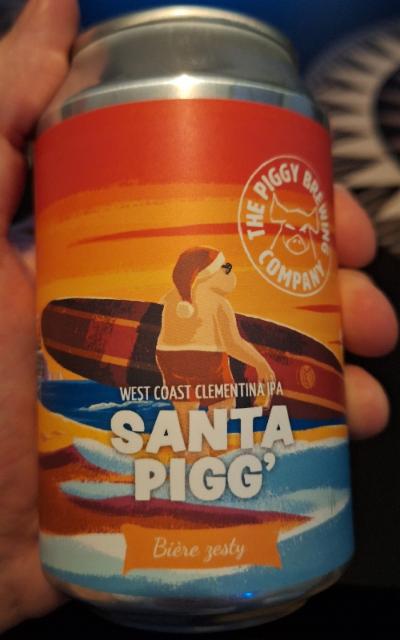 THE PIGGY BREWING
COMPANY
WEST COAST CLEMENTINA IPA
SANTA
PIGG'
Bière zesty